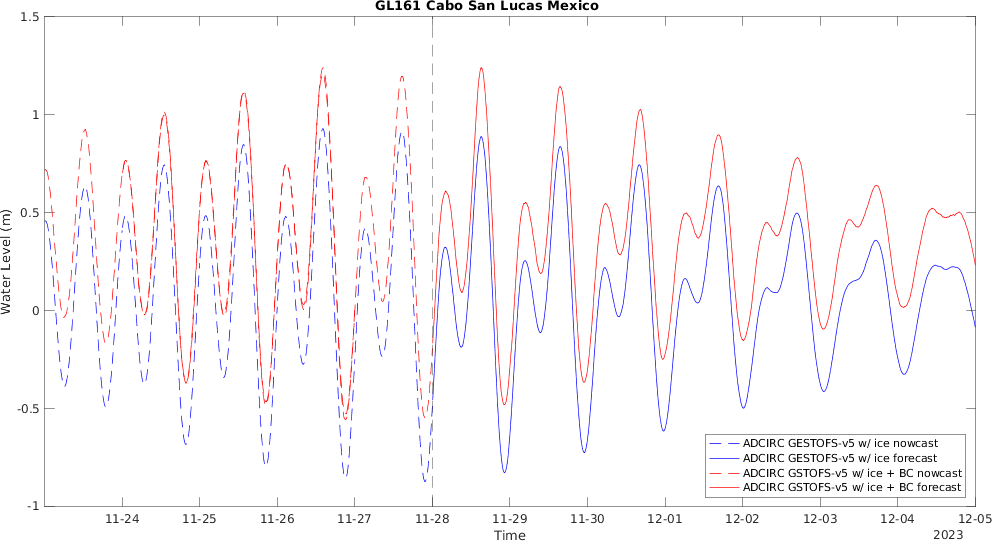 GL161 Cabo San Lucas Mexico
1.5
1
0.5
0
-0.5
-1
Water Level (m)
11-24 11-25 11-26 11-27 11-28 11-29 11-30 12-01 12-02 12-03 12-04 12-05
Time
2023
ADCIRC GESTOFS-v5 w/ ice nowcast
ADCIRC GESTOFS-v5 w/ ice forecast
ADCIRC GSTOFS-v5 w/ ice + BC nowcast
ADCIRC GSTOFS-v5 w/ ice + BC forecast